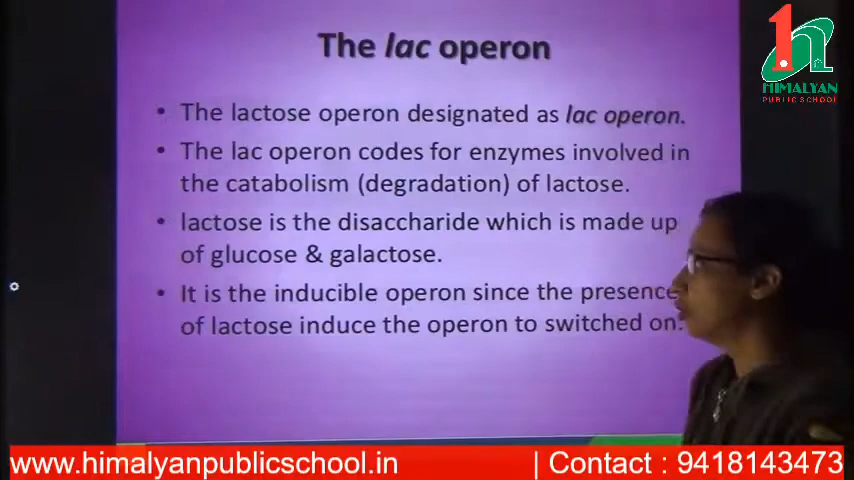 The lac operon
• The lactose operon designated as lac operon.
• The lac operon codes for enzymes involved in
the catabolism (degradation) of lactose.
• lactose is the disaccharide which is made up
of glucose & galactose.
• It is the inducible operon since the presence
of lactose induce the operon to switched on.
HIMALYAN
PUBLIC SCHOOL
www.himalyanpublicschool.in | Contact : 9418143473